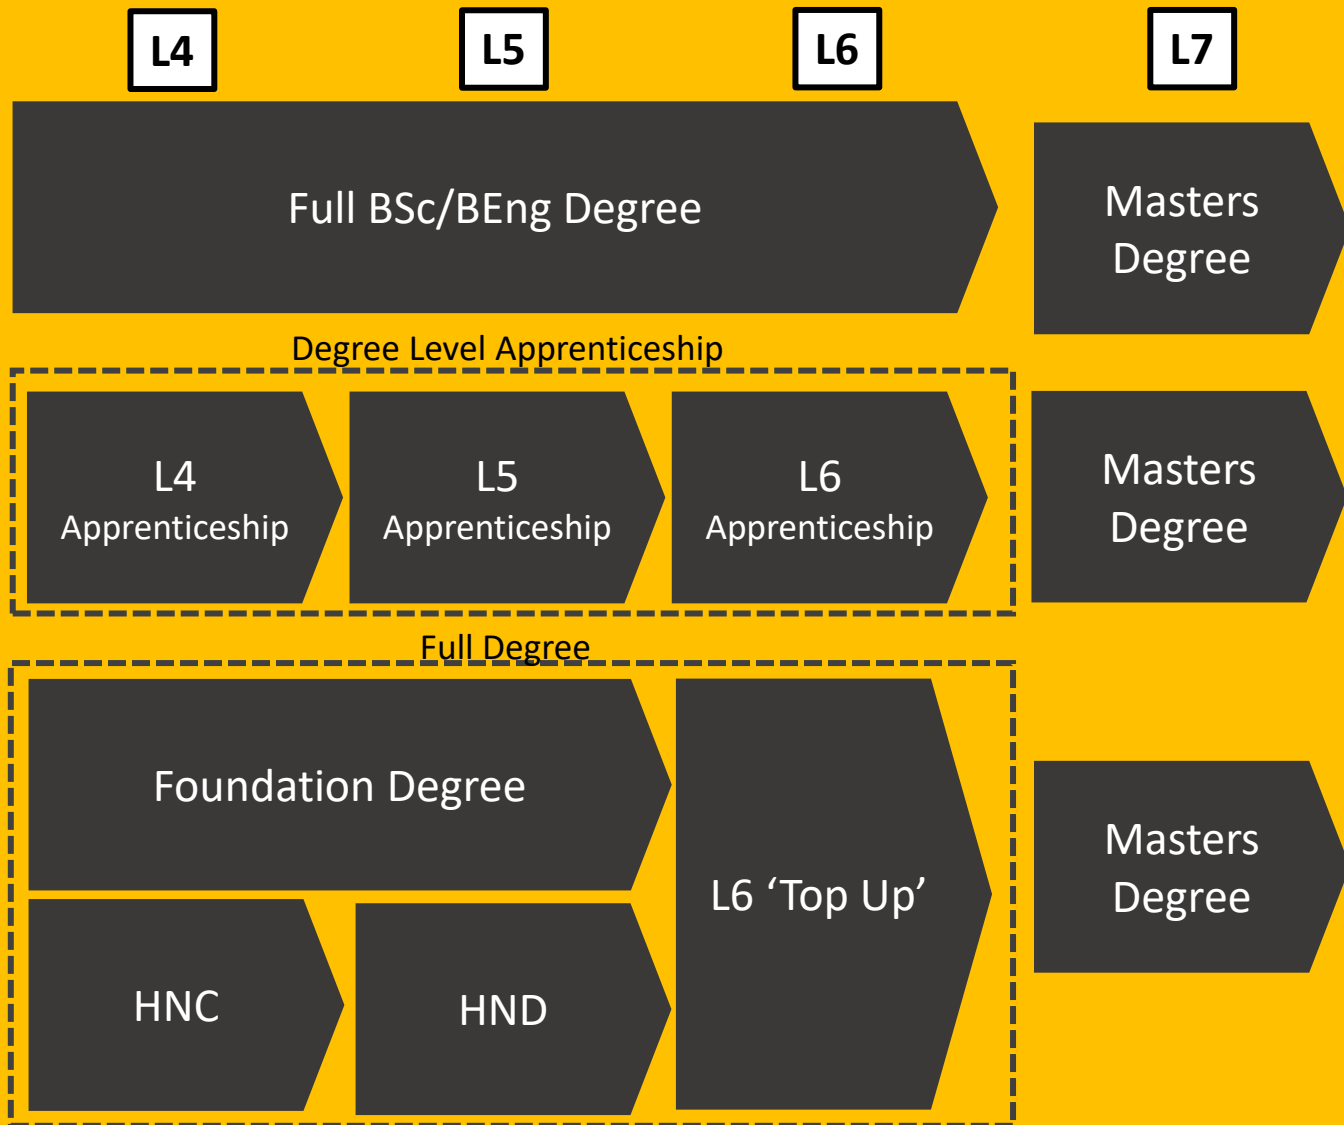 L4
L5
L6
L7
Full BSc/BEng Degree
Masters
Degree
Degree Level Apprenticeship
L4
Apprenticeship
L5
Apprenticeship
L6
Apprenticeship
Masters
Degree
Full Degree
Foundation Degree
L6 ‘Top Up’
HNC
HND
Masters
Degree